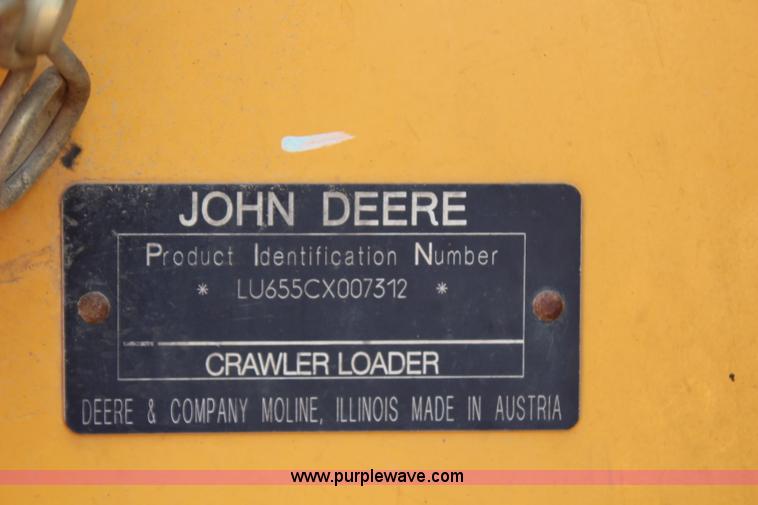 JOHN DEERE
Product Identification Number
* LU655CX007312 *
CRAWLER LOADER
DEERE & COMPANY MOLINE, ILLINOIS MADE IN AUSTRIA
www.purplewave.com